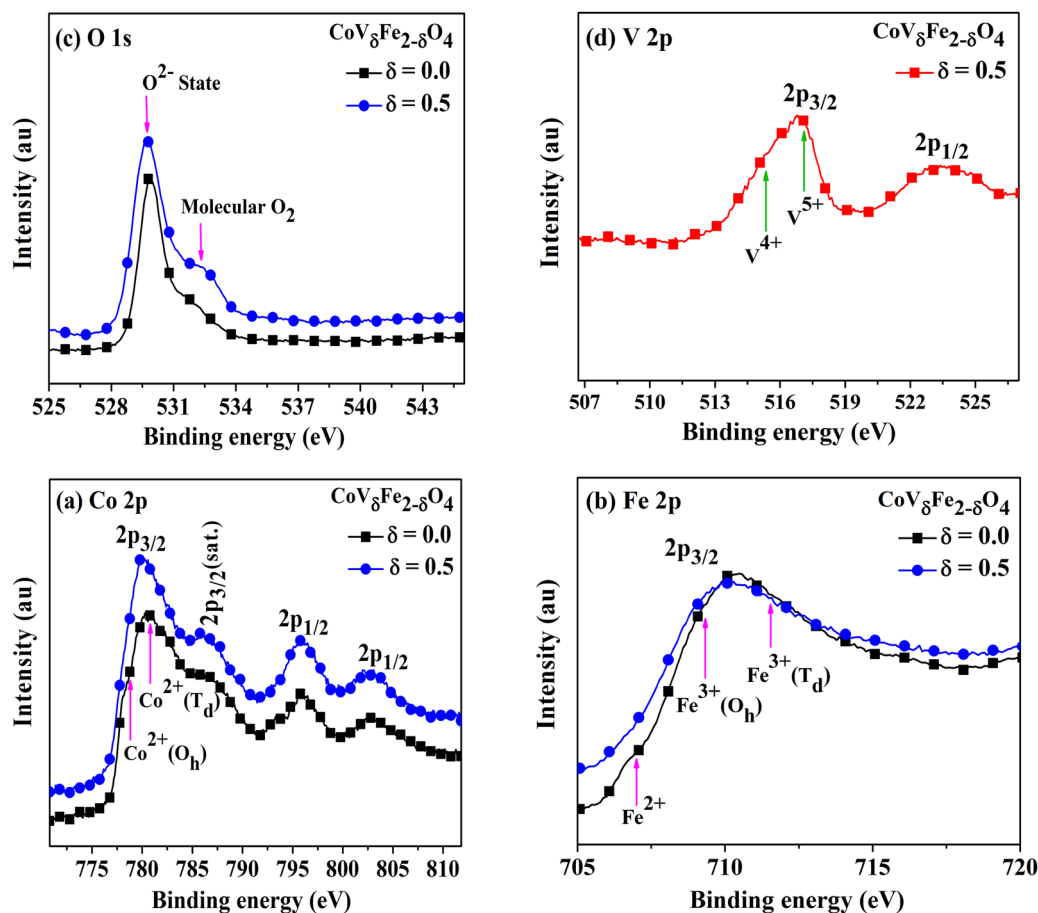 (c) O 1s
CoVδFe2-δO4
δ = 0.0
δ = 0.5
O2- State
Molecular O2
Intensity (au)
525 528 531 534 537 540 543
Binding energy (eV)
(d) V 2p
CoVδFe2-δO4
δ = 0.5
2p3/2
2p1/2
V4+
V5+
Intensity (au)
507 510 513 516 519 522 525
Binding energy (eV)
(a) Co 2p
CoVδFe2-δO4
δ = 0.0
δ = 0.5
2p3/2
2p3/2(sat.)
2p1/2
2p1/2
Co2+(Td)
Co2+(Oh)
Intensity (au)
775 780 785 790 795 800 805 810
Binding energy (eV)
(b) Fe 2p
CoVδFe2-δO4
δ = 0.0
δ = 0.5
2p3/2
Fe3+(Td)
Fe3+(Oh)
Fe2+
Intensity (au)
705 710 715 720
Binding energy (eV)